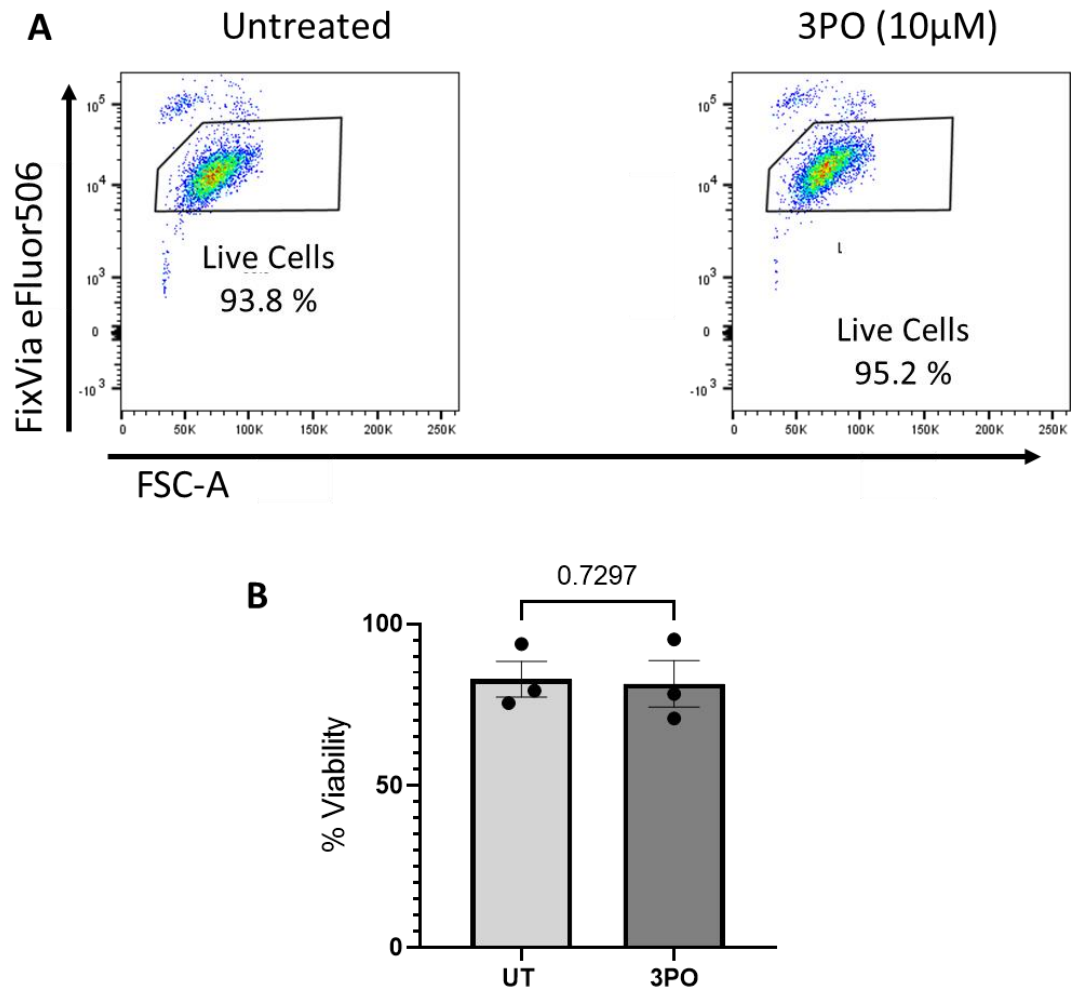 A
Untreated
3PO (10µM)
FixVia eFluor506
10⁵
10⁴
10³
0
-10³
Live Cells
93.8 %
0 50K 100K 150K 200K 250K
10⁵
10⁴
10³
0
-10³
L
Live Cells
95.2 %
0 50K 100K 150K 200K 250K
FSC-A
B
0.7297
% Viability
100
50
0
UT
3PO